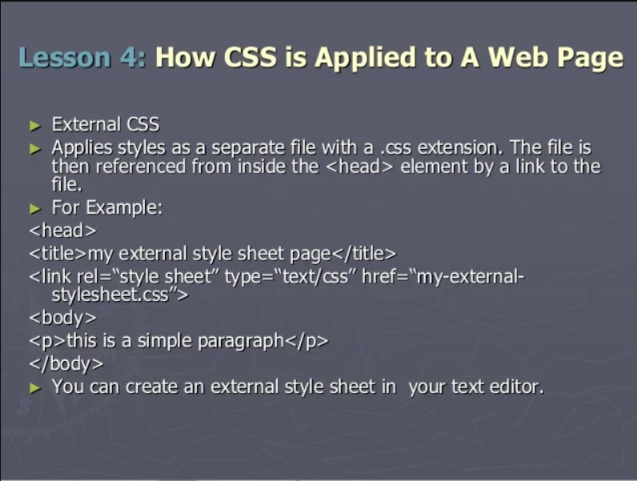 Lesson 4: How CSS is Applied to A Web Page
► External CSS
► Applies styles as a separate file with a .css extension. The file is
then referenced from inside the <head> element by a link to the
file.
► For Example:
<head>
<title>my external style sheet page</title>
<link rel=“style sheet” type=“text/css” href=“my-external-
stylesheet.css”>
<body>
<p>this is a simple paragraph</p>
</body>
► You can create an external style sheet in  your text editor.